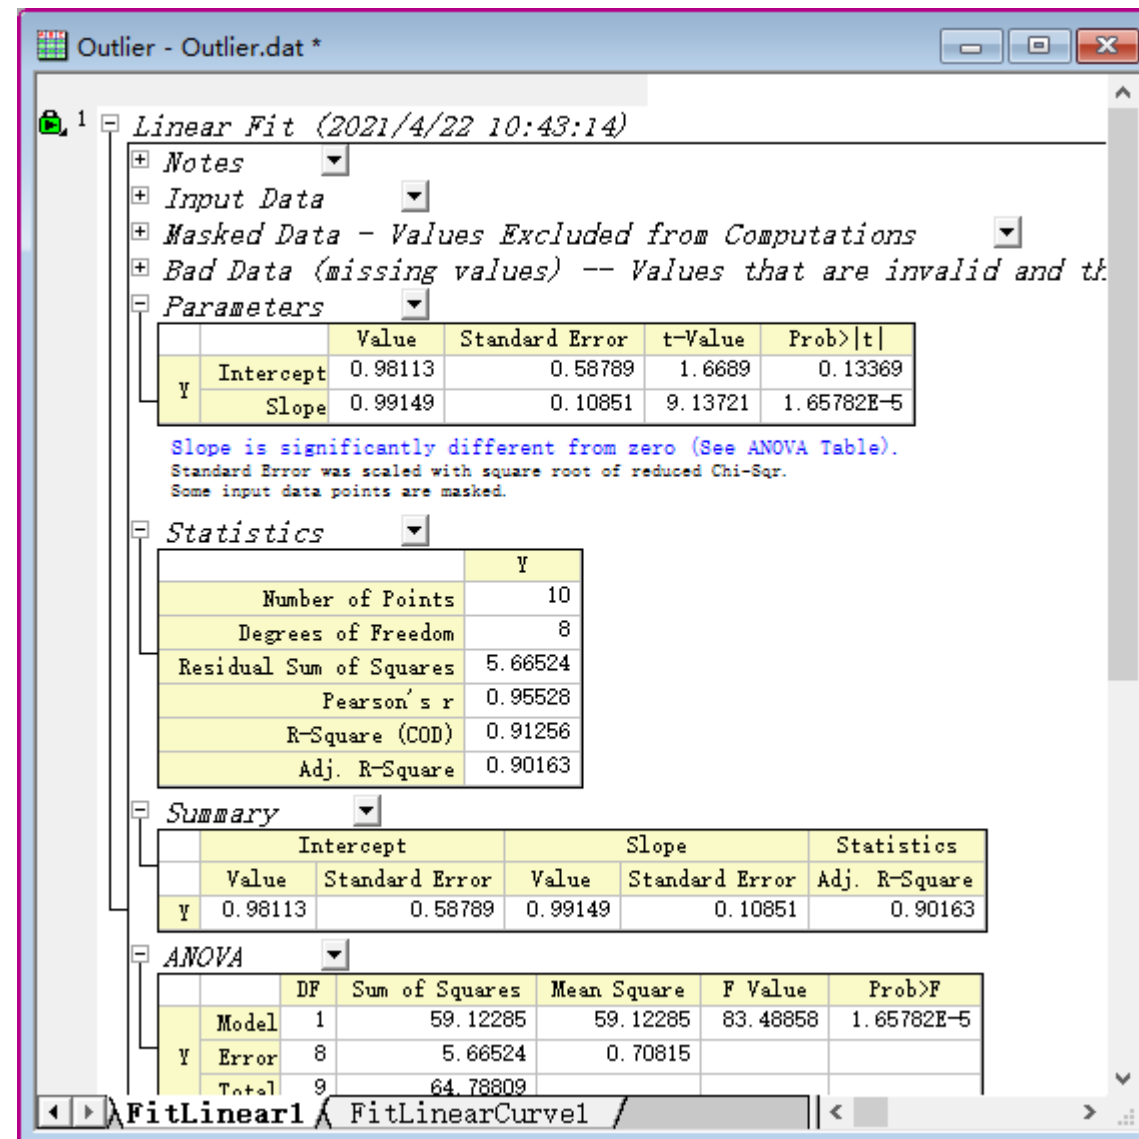 Outlier - Outlier.dat *
1 Linear Fit (2021/4/22 10:43:14)
Notes
Input Data
Masked Data - Values Excluded from Computations
Bad Data (missing values) -- Values that are invalid and th
Parameters
Value Standard Error t-Value Prob>|t|
Y Intercept 0.98113 0.58789 1.6689 0.13369
Slope 0.99149 0.10851 9.13721 1.65782E-5
Slope is significantly different from zero (See ANOVA Table).
Standard Error was scaled with square root of reduced Chi-Sqr.
Some input data points are masked.
Statistics
Y
Number of Points 10
Degrees of Freedom 8
Residual Sum of Squares 5.66524
Pearson's r 0.95528
R-Square (COD) 0.91256
Adj. R-Square 0.90163
Summary
Intercept Slope Statistics
Value Standard Error Value Standard Error Adj. R-Square
Y 0.98113 0.58789 0.99149 0.10851 0.90163
ANOVA
DF Sum of Squares Mean Square F Value Prob>F
Model 1 59.12285 59.12285 83.48858 1.65782E-5
Y Error 8 5.66524 0.70815
Total 9 64.78809
FitLinear1 FitLinearCurve1